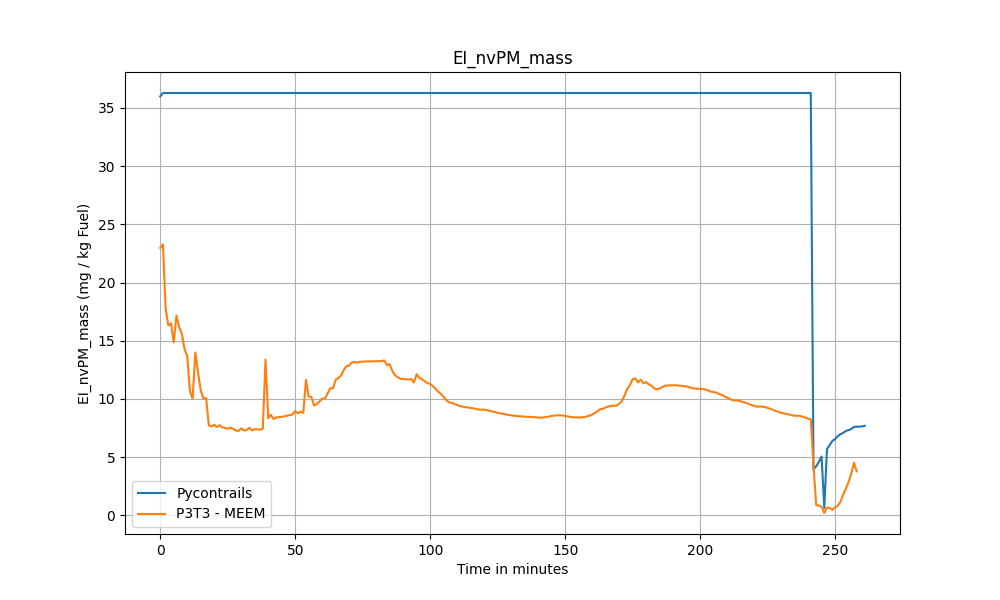 EI_nvPM_mass
EI_nvPM_mass (mg / kg Fuel)
35
30
25
20
15
10
5
0
Pycontrails
P3T3 - MEEM
0 50 100 150 200 250
Time in minutes